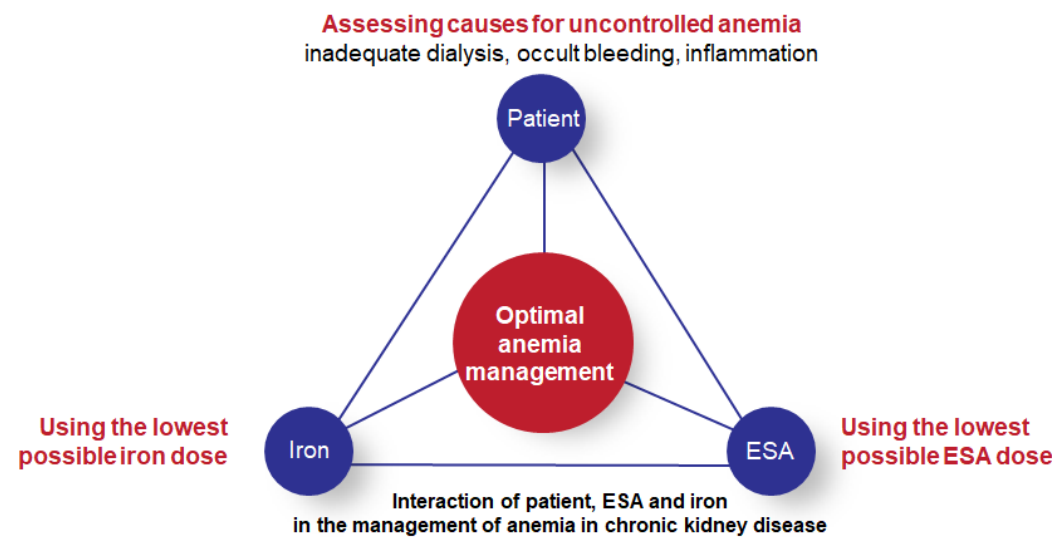 Assessing causes for uncontrolled anemia
inadequate dialysis, occult bleeding, inflammation
Patient
Optimal
anemia
management
Using the lowest
possible iron dose
Iron
ESA
Using the lowest
possible ESA dose
Interaction of patient, ESA and iron
in the management of anemia in chronic kidney disease